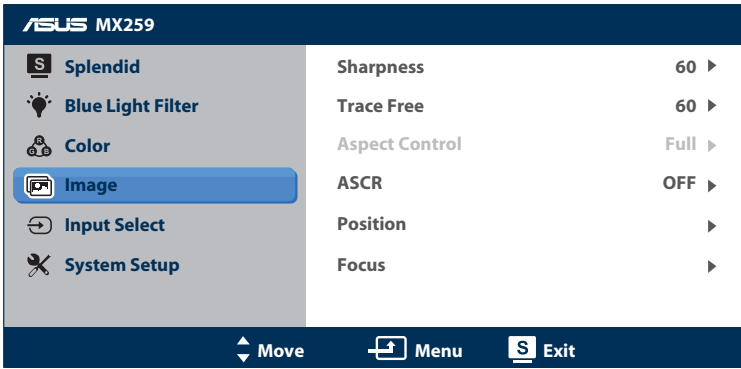 ASUS MX259
S Splendid
Blue Light Filter
R G B Color
Image
Input Select
System Setup
Sharpness 60
Trace Free 60
Aspect Control Full
ASCR OFF
Position
Focus
Move Menu S Exit